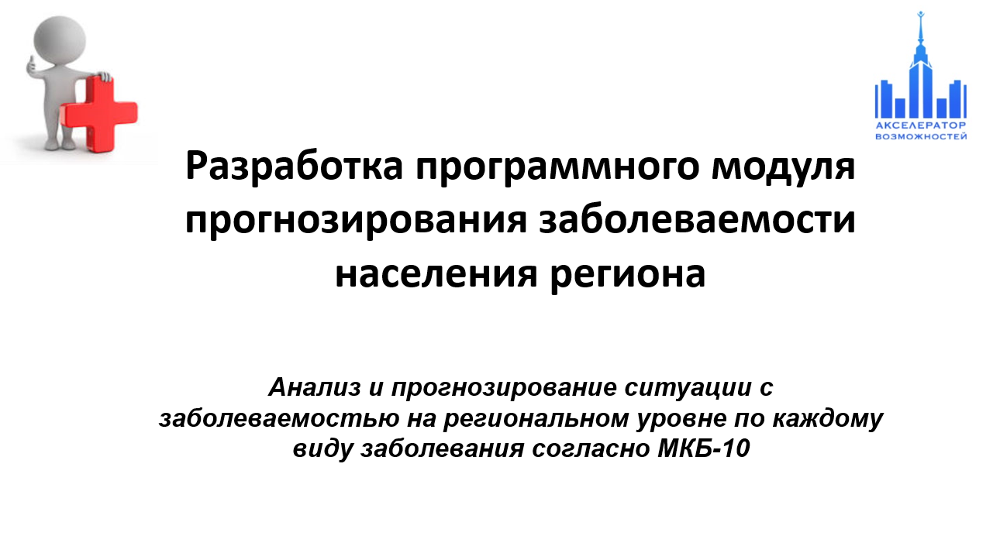 АКСЕЛЕРАТОР
ВОЗМОЖНОСТЕЙ
Разработка программного модуля
прогнозирования заболеваемости
населения региона
Анализ и прогнозирование ситуации с
заболеваемостью на региональном уровне по каждому
виду заболевания согласно МКБ-10